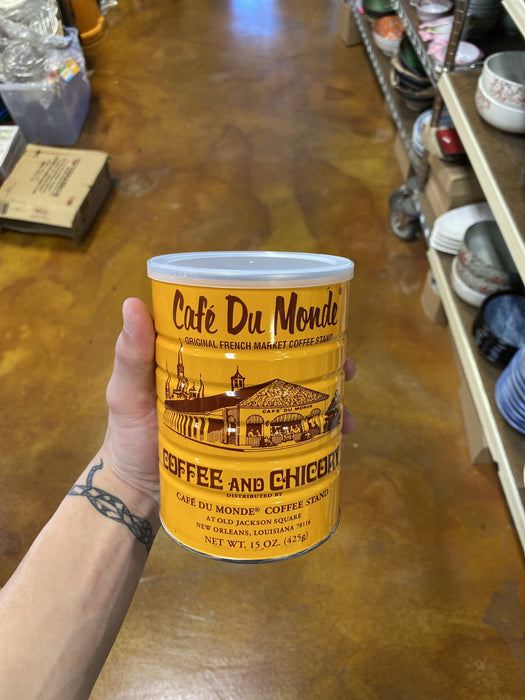 Café Du Monde®
ORIGINAL FRENCH MARKET COFFEE STAND
CAFE DU MONDE
COFFEE AND CHICORY
DISTRIBUTED BY
CAFÉ DU MONDE® COFFEE STAND
AT OLD JACKSON SQUARE
NEW ORLEANS, LOUISIANA 70116
NET WT. 15 OZ. (425g)